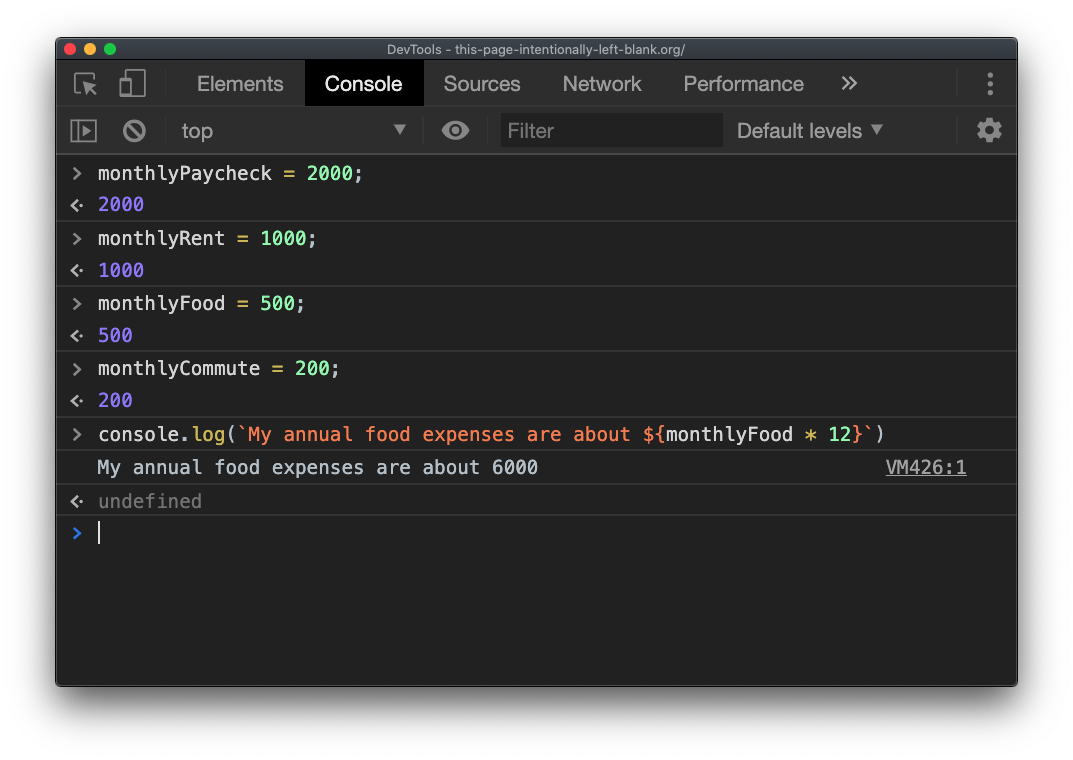 DevTools - this-page-intentionally-left-blank.org/
Elements Console Sources Network Performance »
top ▼ Filter Default levels ▼
> monthlyPaycheck = 2000;
<· 2000
> monthlyRent = 1000;
<· 1000
> monthlyFood = 500;
<· 500
> monthlyCommute = 200;
<· 200
> console.log(`My annual food expenses are about ${monthlyFood * 12}`)
My annual food expenses are about 6000 VM426:1
<· undefined
>